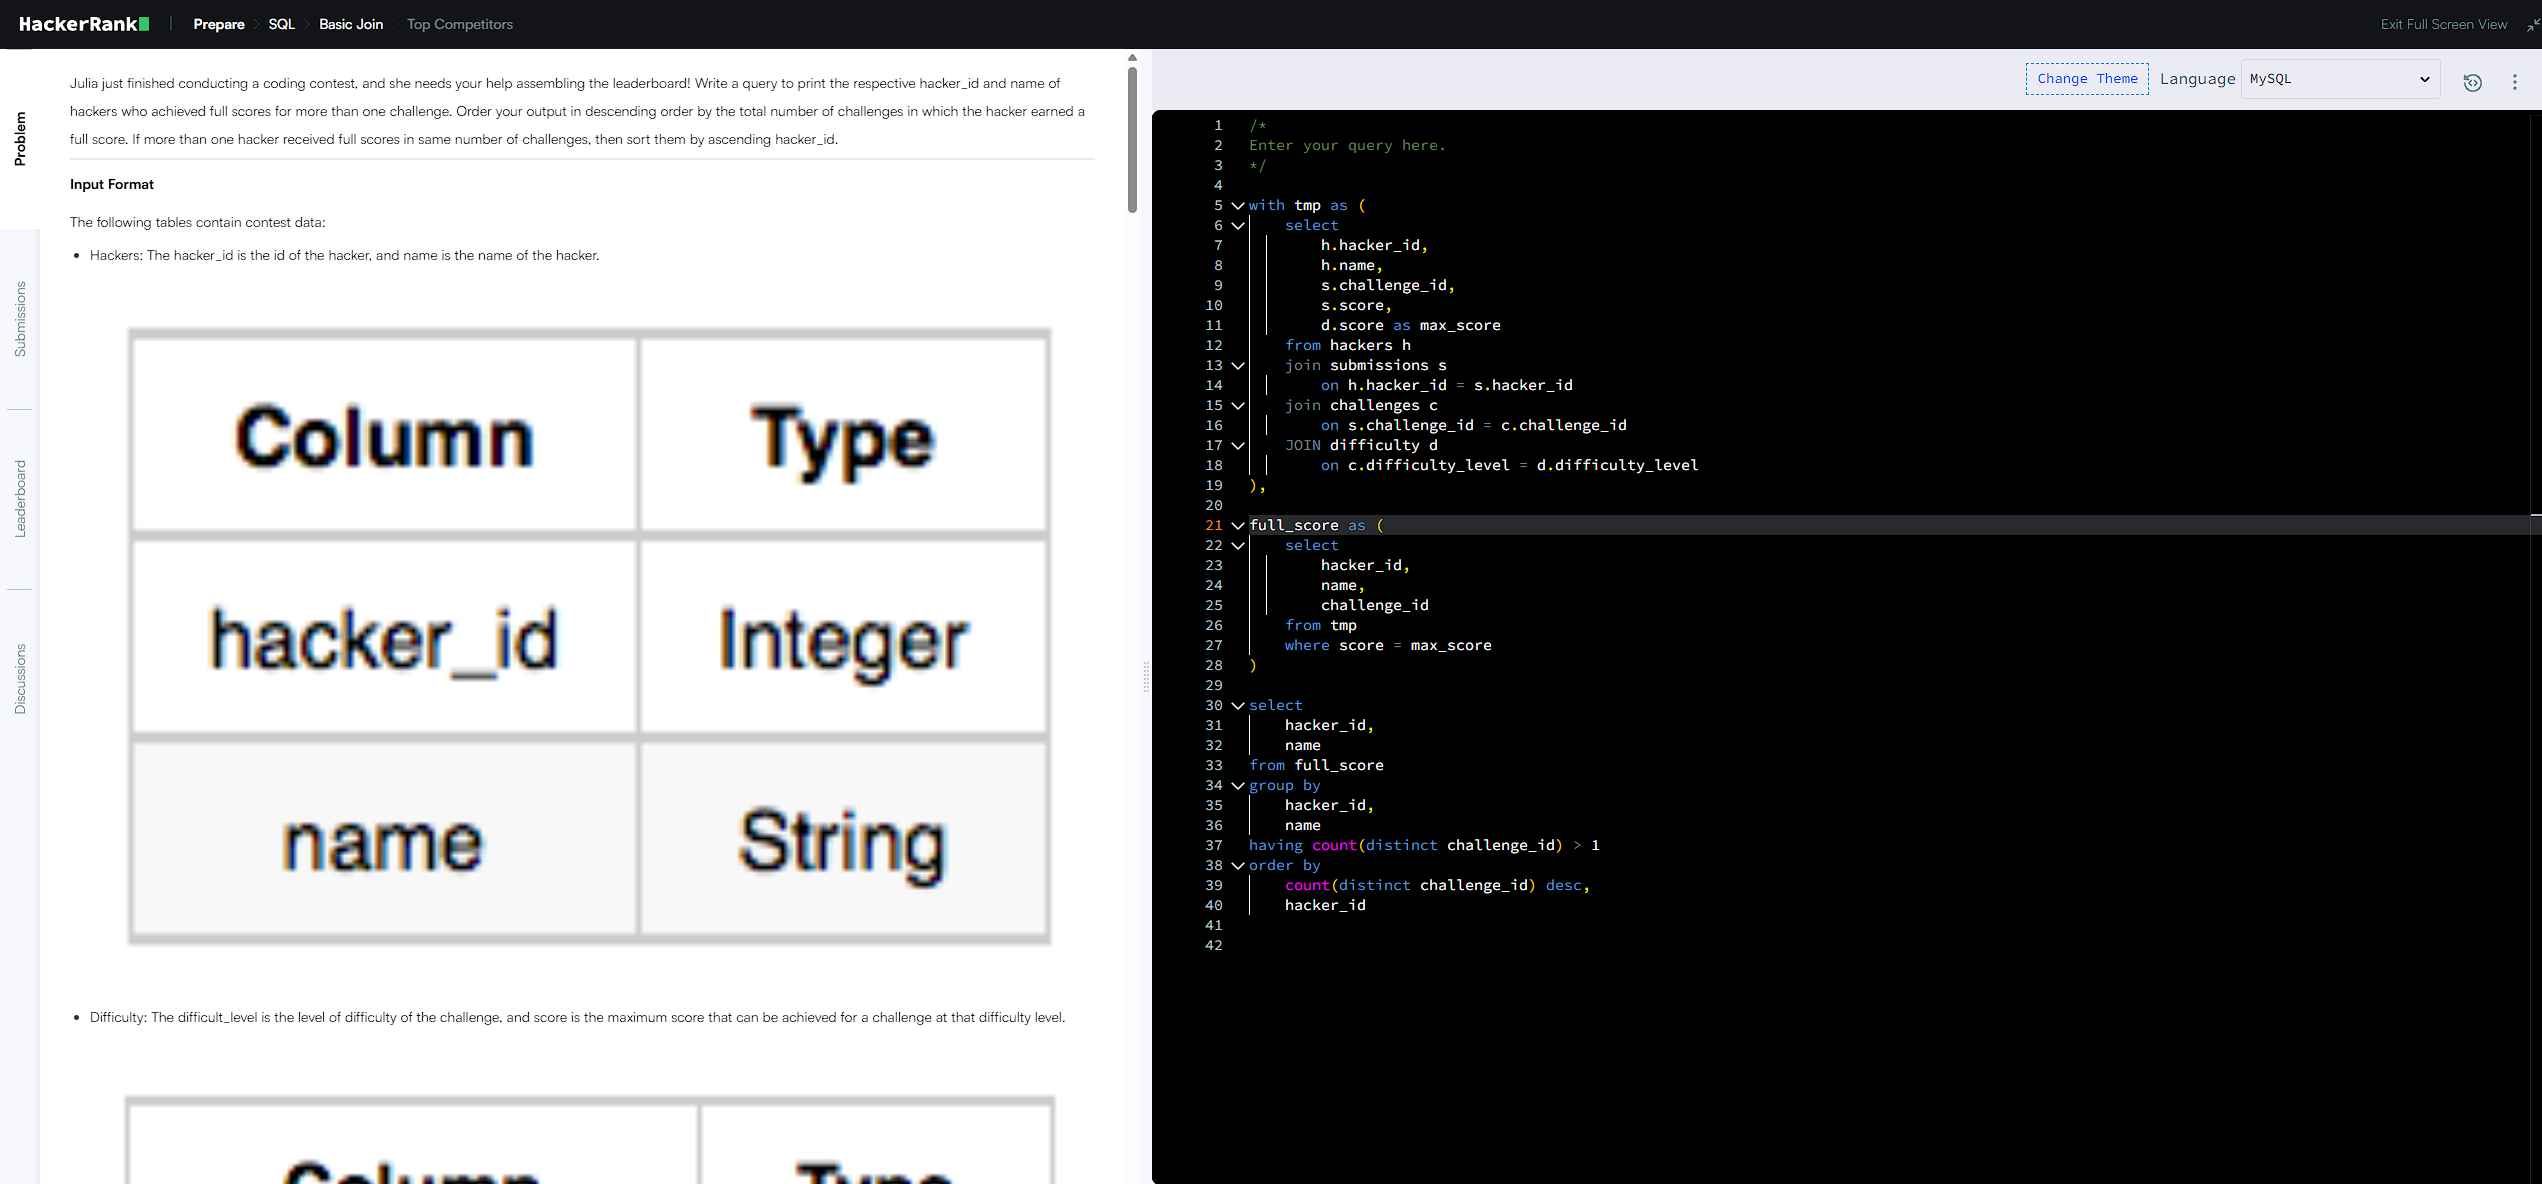 HackerRank | Prepare > SQL > Basic Join > Top Competitors
Exit Full Screen View
Problem
Submissions
Leaderboard
Discussions
Julia just finished conducting a coding contest, and she needs your help assembling the leaderboard! Write a query to print the respective hacker_id and name of
hackers who achieved full scores for more than one challenge. Order your output in descending order by the total number of challenges in which the hacker earned a
full score. If more than one hacker received full scores in same number of challenges, then sort them by ascending hacker_id.
Input Format
The following tables contain contest data:
• Hackers: The hacker_id is the id of the hacker, and name is the name of the hacker.
Column Type
hacker_id Integer
name String
• Difficulty: The difficult_level is the level of difficulty of the challenge, and score is the maximum score that can be achieved for a challenge at that difficulty level.
Column Type
Change Theme Language MySQL
1 /*
2 Enter your query here.
3 */
4
5 with tmp as (
6     select
7         h.hacker_id,
8         h.name,
9         s.challenge_id,
10         s.score,
11         d.score as max_score
12     from hackers h
13     join submissions s
14         on h.hacker_id = s.hacker_id
15     join challenges c
16         on s.challenge_id = c.challenge_id
17     JOIN difficulty d
18         on c.difficulty_level = d.difficulty_level
19 ),
20
21 full_score as (
22     select
23         hacker_id,
24         name,
25         challenge_id
26     from tmp
27     where score = max_score
28 )
29
30 select
31     hacker_id,
32     name
33 from full_score
34 group by
35     hacker_id,
36     name
37 having count(distinct challenge_id) > 1
38 order by
39     count(distinct challenge_id) desc,
40     hacker_id
41
42